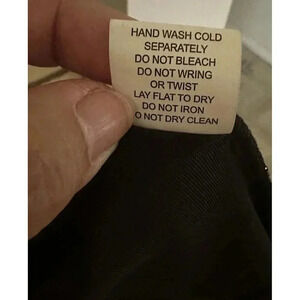 HAND WASH COLD
SEPARATELY
DO NOT BLEACH
DO NOT WRING
OR TWIST
LAY FLAT TO DRY
DO NOT IRON
O NOT DRY CLEAN